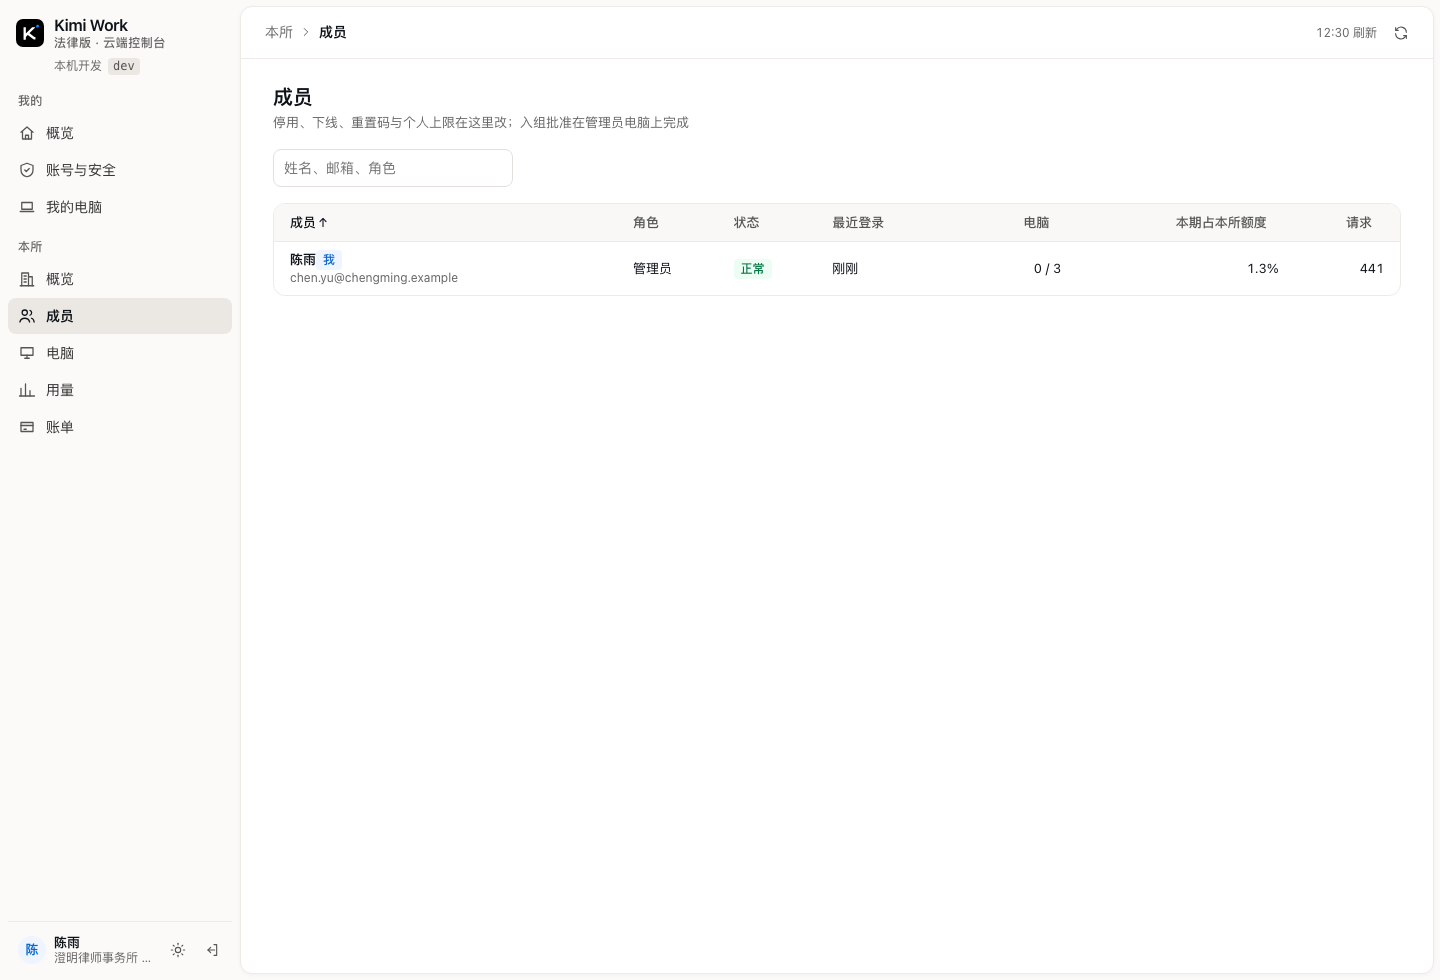 Kimi Work
法律版 · 云端控制台
本机开发 dev
我的
概览
账号与安全
我的电脑
本所
概览
成员
电脑
用量
账单
陈
陈雨
澄明律师事务所 ...
本所 > 成员
12:30 刷新
成员
停用、下线、重置码与个人上限在这里改；入组批准在管理员电脑上完成
姓名、邮箱、角色
成员↑ 角色 状态 最近登录 电脑 本期占本所额度 请求
陈雨 我
chen.yu@chengming.example
管理员 正常 刚刚 0 / 3 1.3% 441